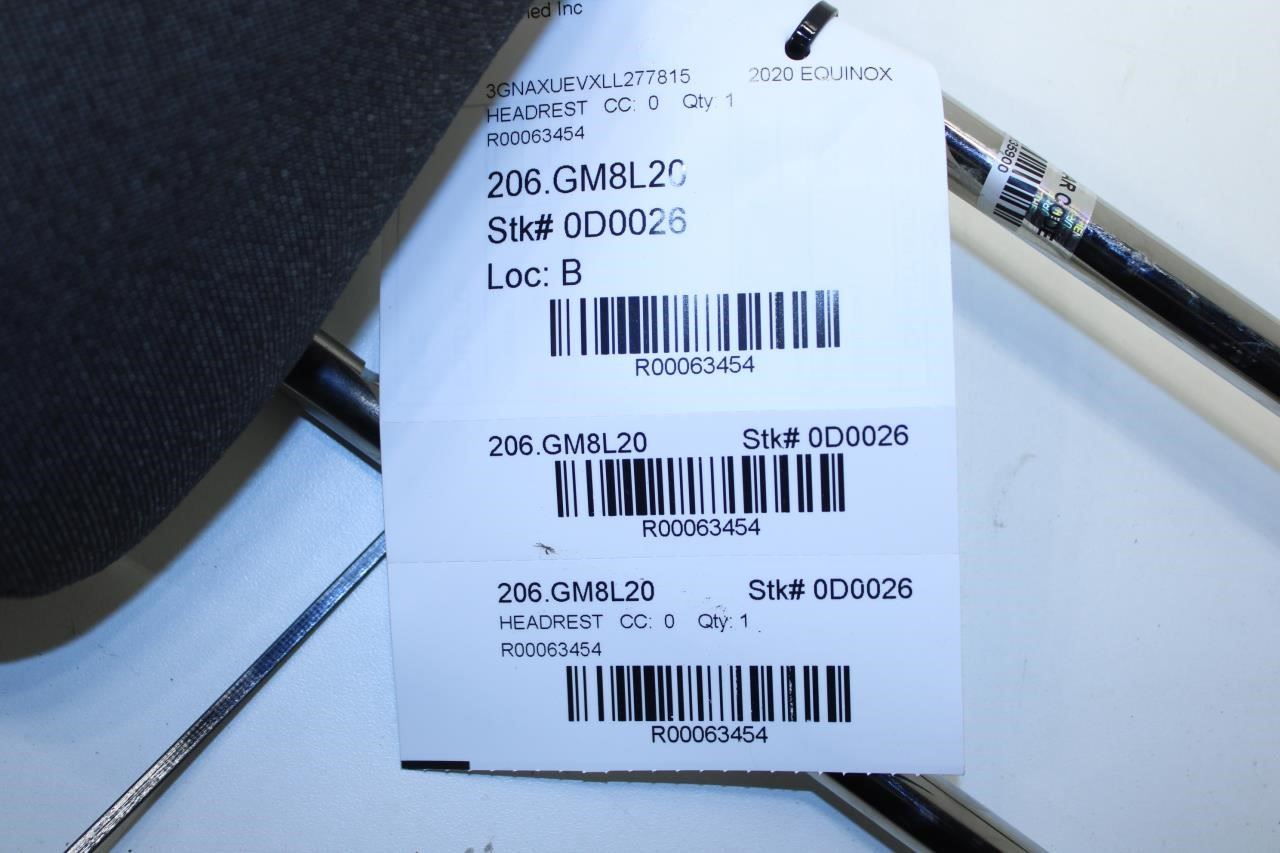 Inc
3GNAXUEVXLL277815 2020 EQUINOX
HEADREST CC: 0 Qty: 1
R00063454
206.GM8L20
Stk# 0D0026
Loc: B
R00063454
206.GM8L20 Stk# 0D0026
R00063454
206.GM8L20 Stk# 0D0026
HEADREST CC: 0 Qty: 1
R00063454
R00063454